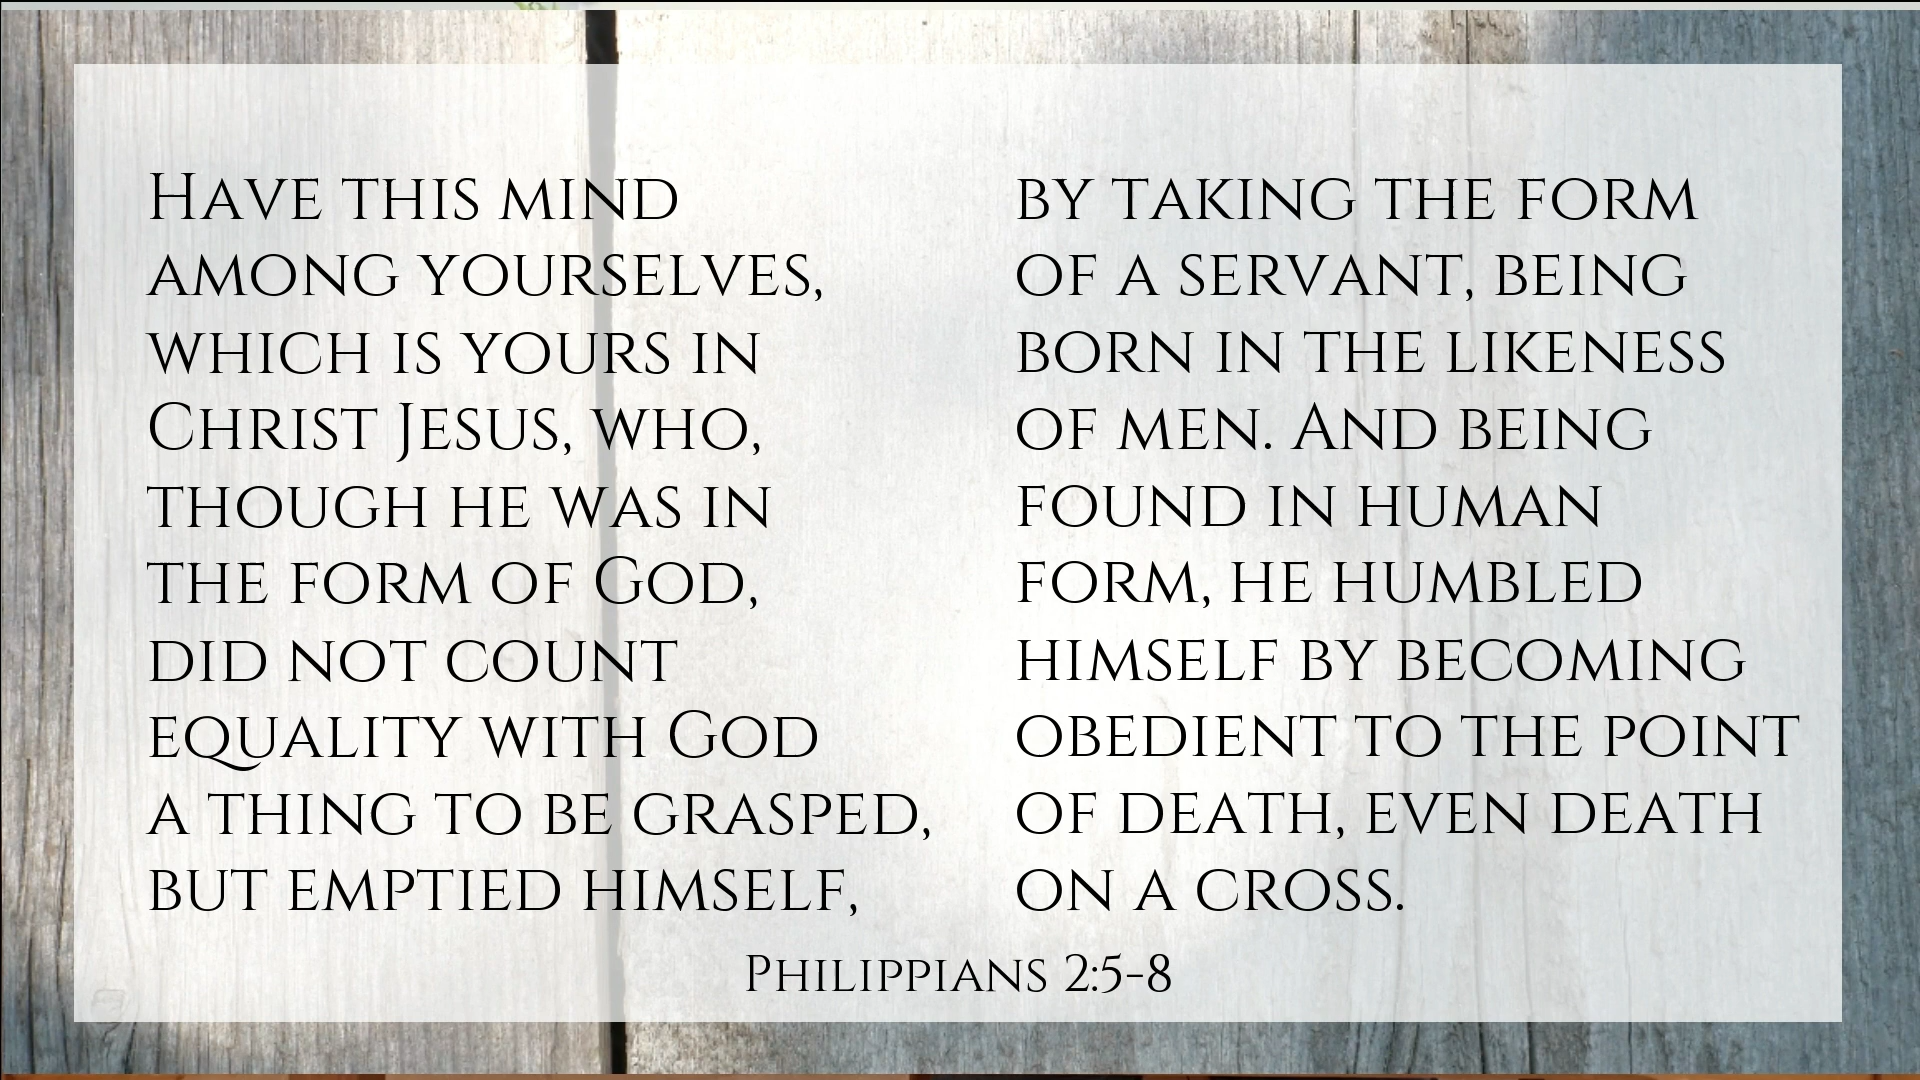 Have this mind
among yourselves,
which is yours in
Christ Jesus, who,
though he was in
the form of God,
did not count
equality with God
a thing to be grasped,
but emptied himself,
by taking the form
of a servant, being
born in the likeness
of men. And being
found in human
form, he humbled
himself by becoming
obedient to the point
of death, even death
on a cross.
Philippians 2:5-8